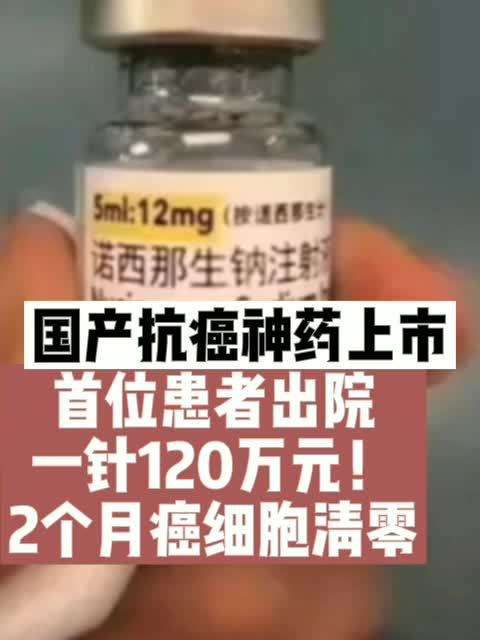 5ml:12mg (按诺西那生
诺西那生钠注射
国产抗癌神药上市
首位患者出院
一针120万元!
2个月癌细胞清零